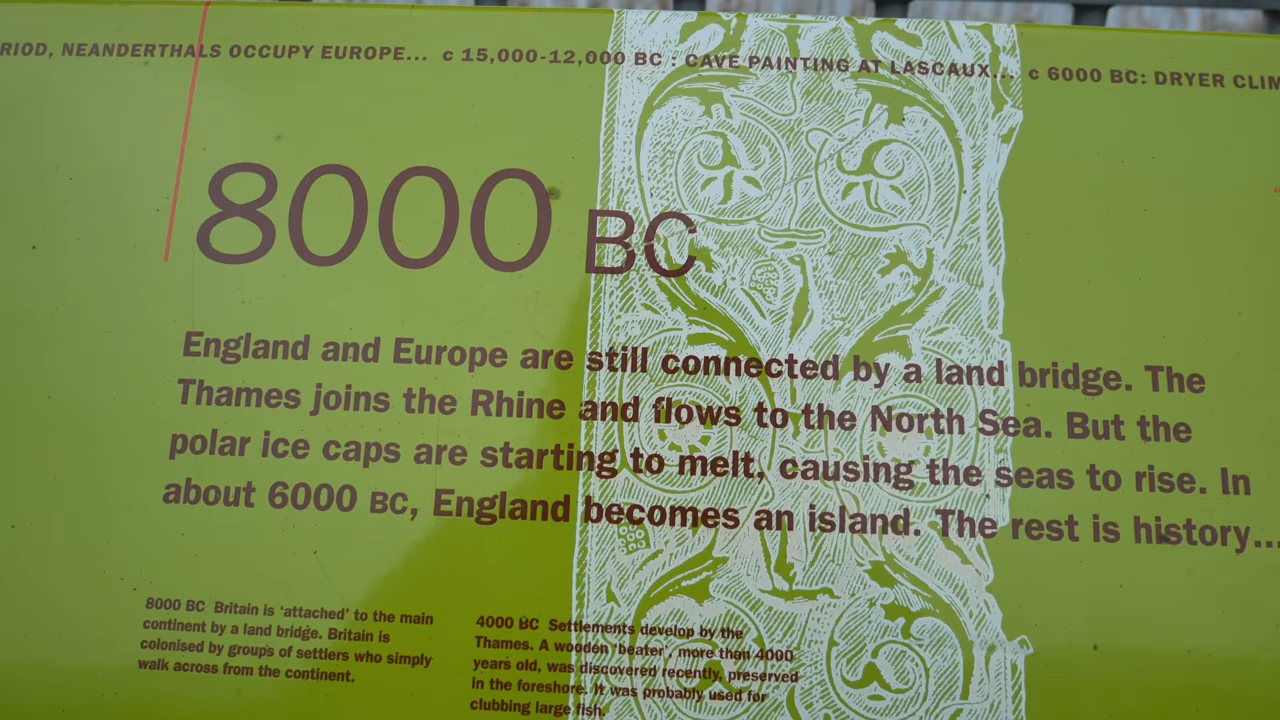 RIOD, NEANDERTHALS OCCUPY EUROPE... c 15,000-12,000 BC : CAVE PAINTING AT LASCAUX... c 6000 BC: DRYER CLIM
8000 BC
England and Europe are still connected by a land bridge. The
Thames joins the Rhine and flows to the North Sea. But the
polar ice caps are starting to melt, causing the seas to rise. In
about 6000 BC, England becomes an island. The rest is history...
8000 BC Britain is ‘attached’ to the main
continent by a land bridge. Britain is
colonised by groups of settlers who simply
walk across from the continent.
4000 BC Settlements develop by the
Thames. A wooden ‘beater’, more than 4000
years old, was discovered recently, preserved
in the foreshore. It was probably used for
clubbing large fish.